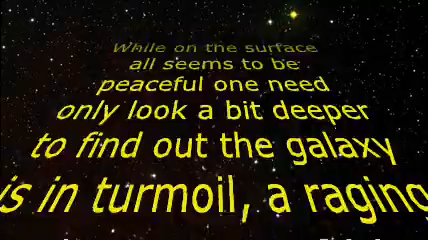 While on the surface
all seems to be
peaceful one need
only look a bit deeper
to find out the galaxy
is in turmoil, a raging